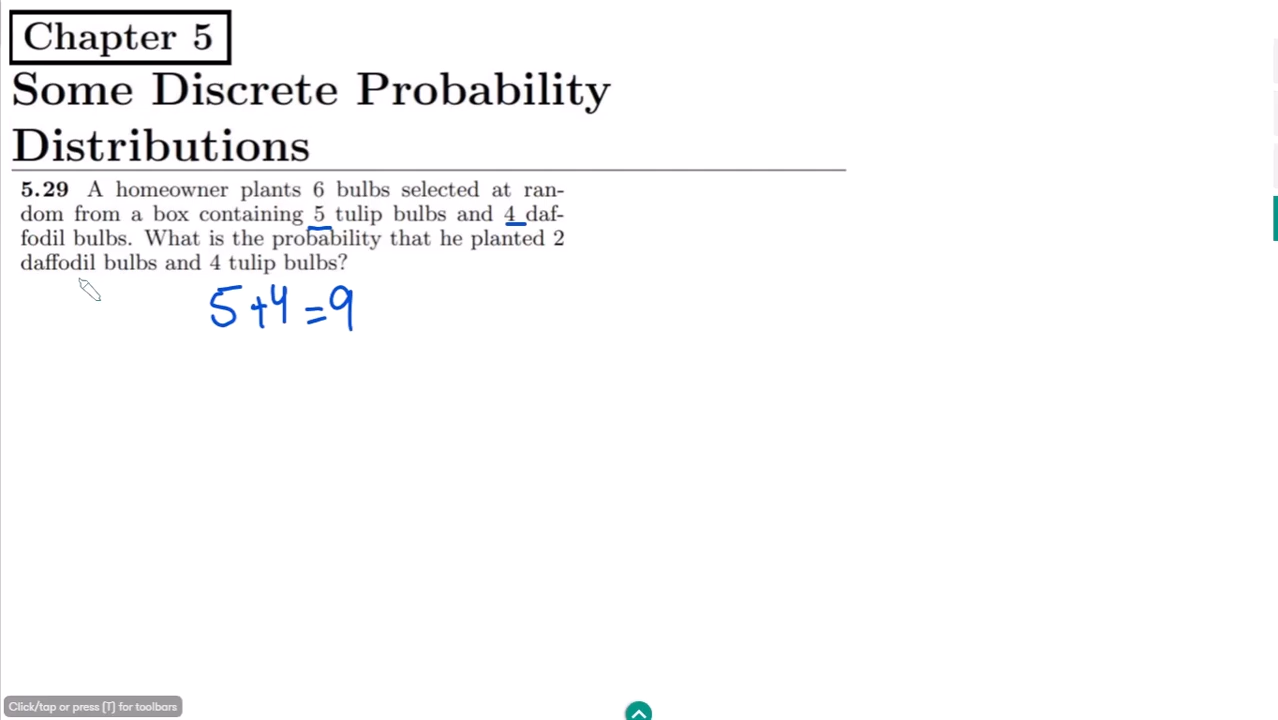 Chapter 5
Some Discrete Probability
Distributions
5.29 A homeowner plants 6 bulbs selected at ran-
dom from a box containing 5 tulip bulbs and 4 daf-
fodil bulbs. What is the probability that he planted 2
daffodil bulbs and 4 tulip bulbs?
5+4=9
Click/tap or press [T] for toolbars